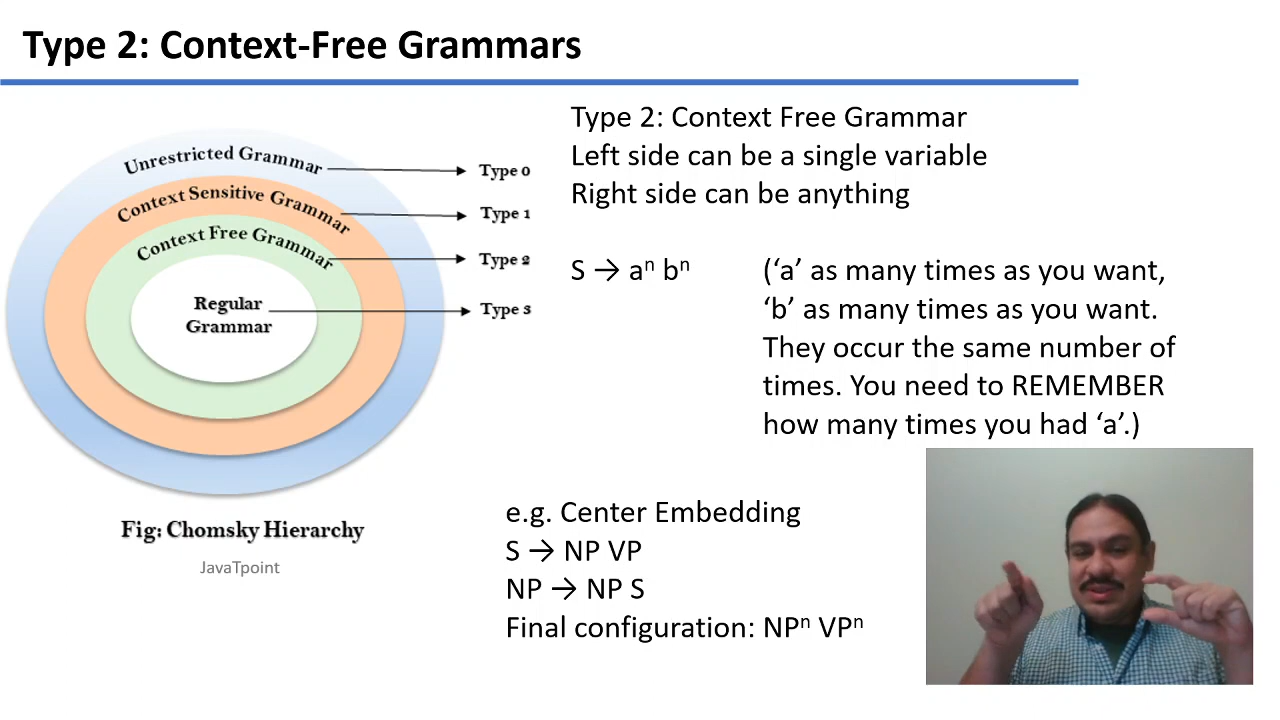 Type 2: Context-Free Grammars
Unrestricted Grammar
Type 0
Context Sensitive Grammar
Type 1
Context Free Grammar
Type 2
Regular
Grammar
Type 3
Fig: Chomsky Hierarchy
JavaTpoint
Type 2: Context Free Grammar
Left side can be a single variable
Right side can be anything
S → aⁿ bⁿ
(‘a’ as many times as you want,
‘b’ as many times as you want.
They occur the same number of
times. You need to REMEMBER
how many times you had ‘a’.)
e.g. Center Embedding
S → NP VP
NP → NP S
Final configuration: NPⁿ VPⁿ